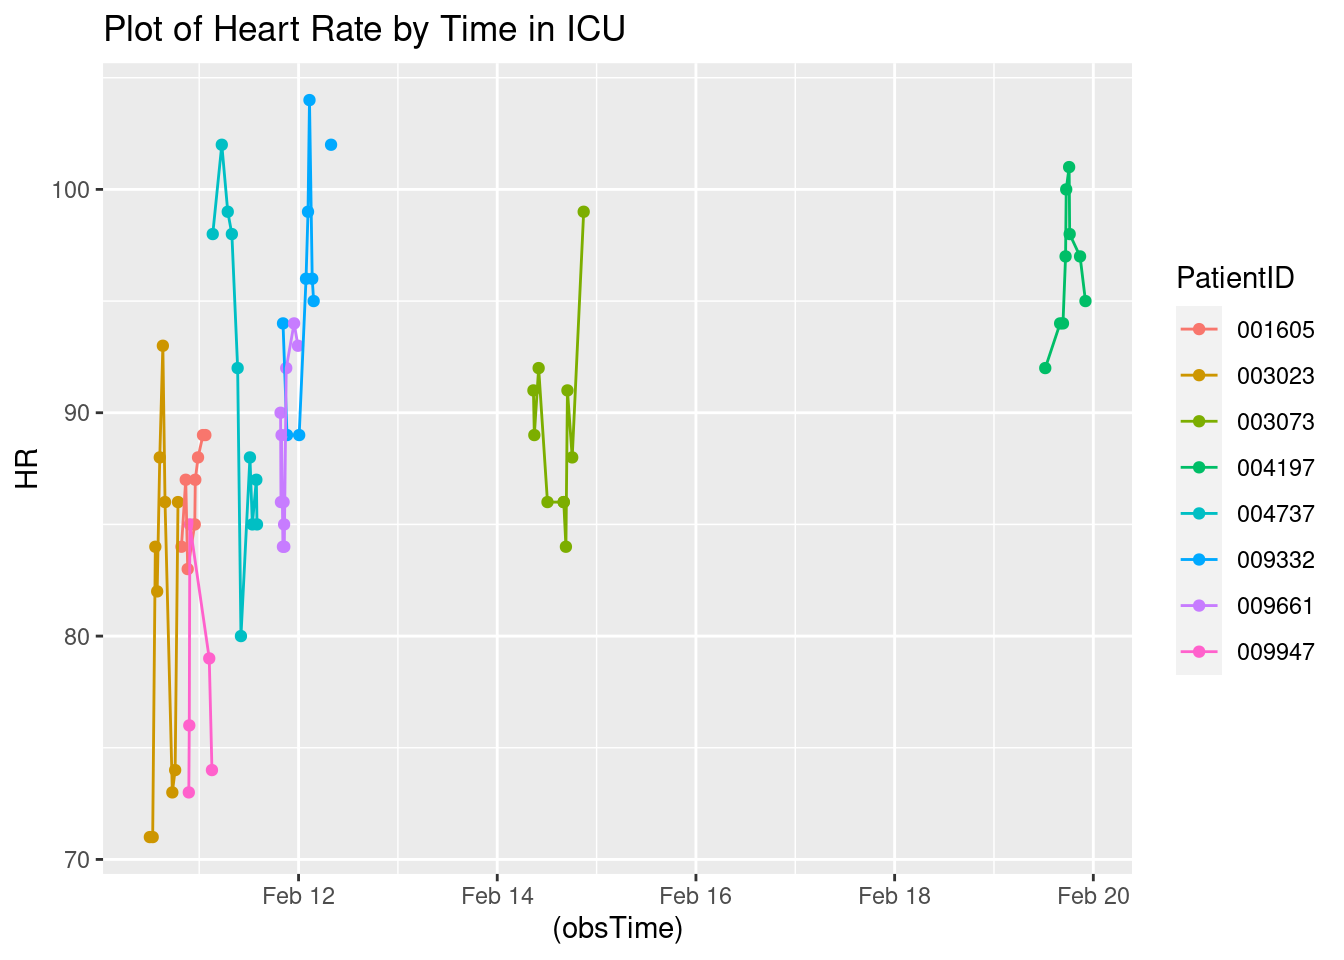 Plot of Heart Rate by Time in ICU
HR
100
90
80
70
Feb 12 Feb 14 Feb 16 Feb 18 Feb 20
(obsTime)
PatientID
001605
003023
003073
004197
004737
009332
009661
009947